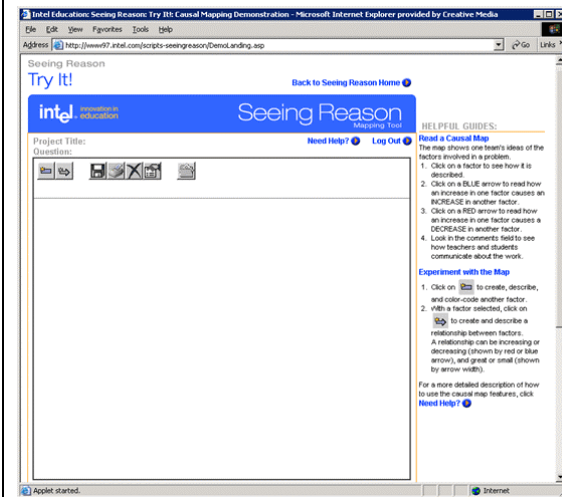 Intel Education: Seeing Reason: Try It! Causal Mapping Demonstration - Microsoft Internet Explorer provided by Creative Media
File Edit View Favorites Tools Help
Address http://www97.intel.com/scripts-seeingreason/DemoLanding.asp Go Links
Seeing Reason
Try It!
Back to Seeing Reason Home
intel. innovation in education
Seeing Reason
Mapping Tool
Project Title:
Need Help? Log Out
Question:
HELPFUL GUIDES:
Read a Causal Map
The map shows one team's ideas of the
factors involved in a problem.
1. Click on a factor to see how it is
described.
2. Click on a BLUE arrow to read how
an increase in one factor causes an
INCREASE in another factor.
3. Click on a RED arrow to read how
an increase in one factor causes a
DECREASE in another factor.
4. Look in the comments field to see
how teachers and students
communicate about the work.
Experiment with the Map
1. Click on to create, describe,
and color-code another factor.
2. With a factor selected, click on
to create and describe a
relationship between factors.
A relationship can be increasing or
decreasing (shown by red or blue
arrow), and great or small (shown
by arrow width).
For a more detailed description of how
to use the causal map features, click
Need Help?
Applet started.
Internet